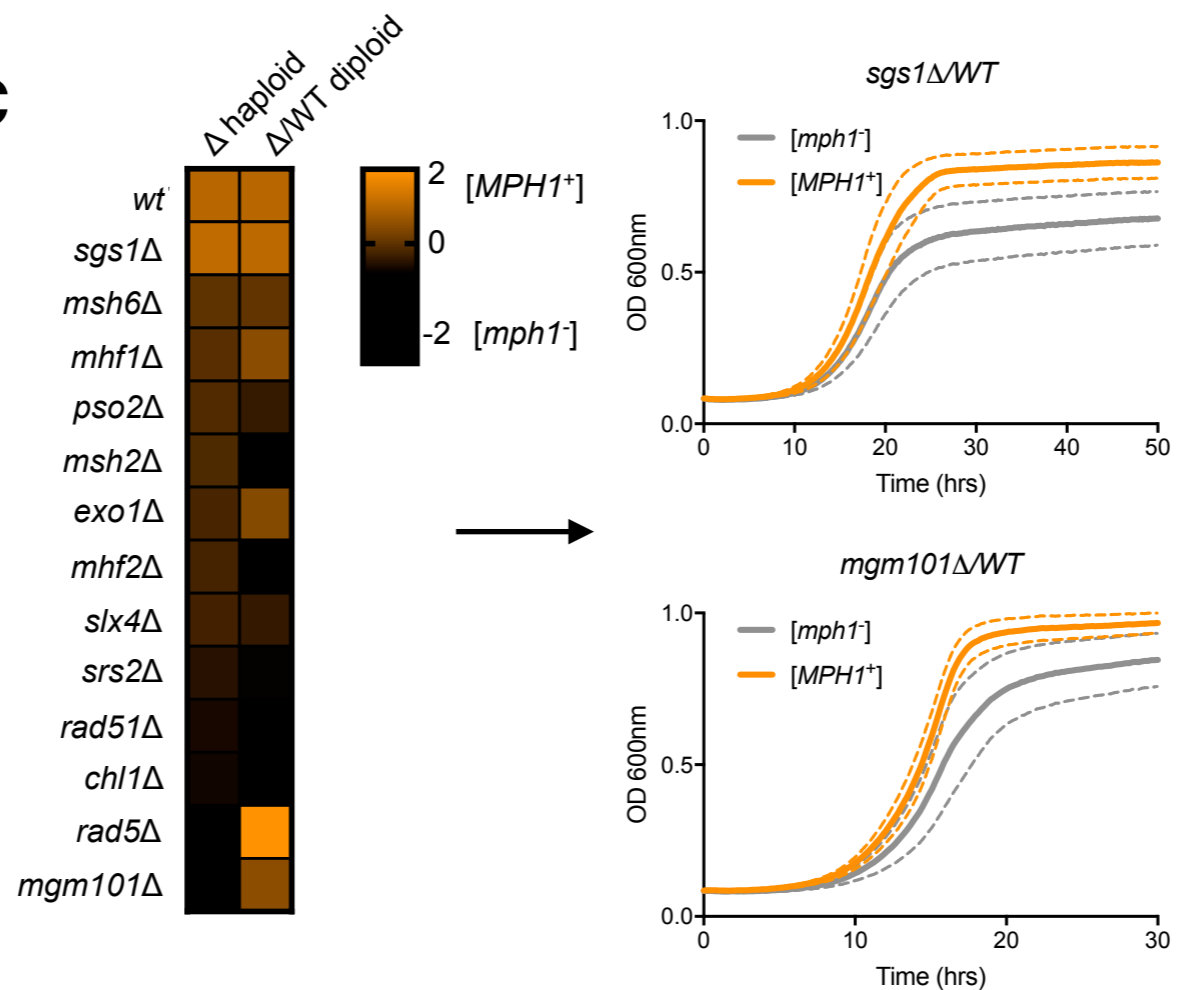 C
Δ haploid
Δ/WT diploid
wt'
sgs1Δ
msh6Δ
mhf1Δ
pso2Δ
msh2Δ
exo1Δ
mhf2Δ
slx4Δ
srs2Δ
rad51Δ
chl1Δ
rad5Δ
mgm101Δ
2 [MPH1⁺]
0
-2 [mph1⁻]
sgs1Δ/WT
[mph1⁻]
[MPH1⁺]
OD 600nm
1.0
0.5
0.0
0 10 20 30 40 50
Time (hrs)
mgm101Δ/WT
[mph1⁻]
[MPH1⁺]
OD 600nm
1.0
0.5
0.0
0 10 20 30
Time (hrs)